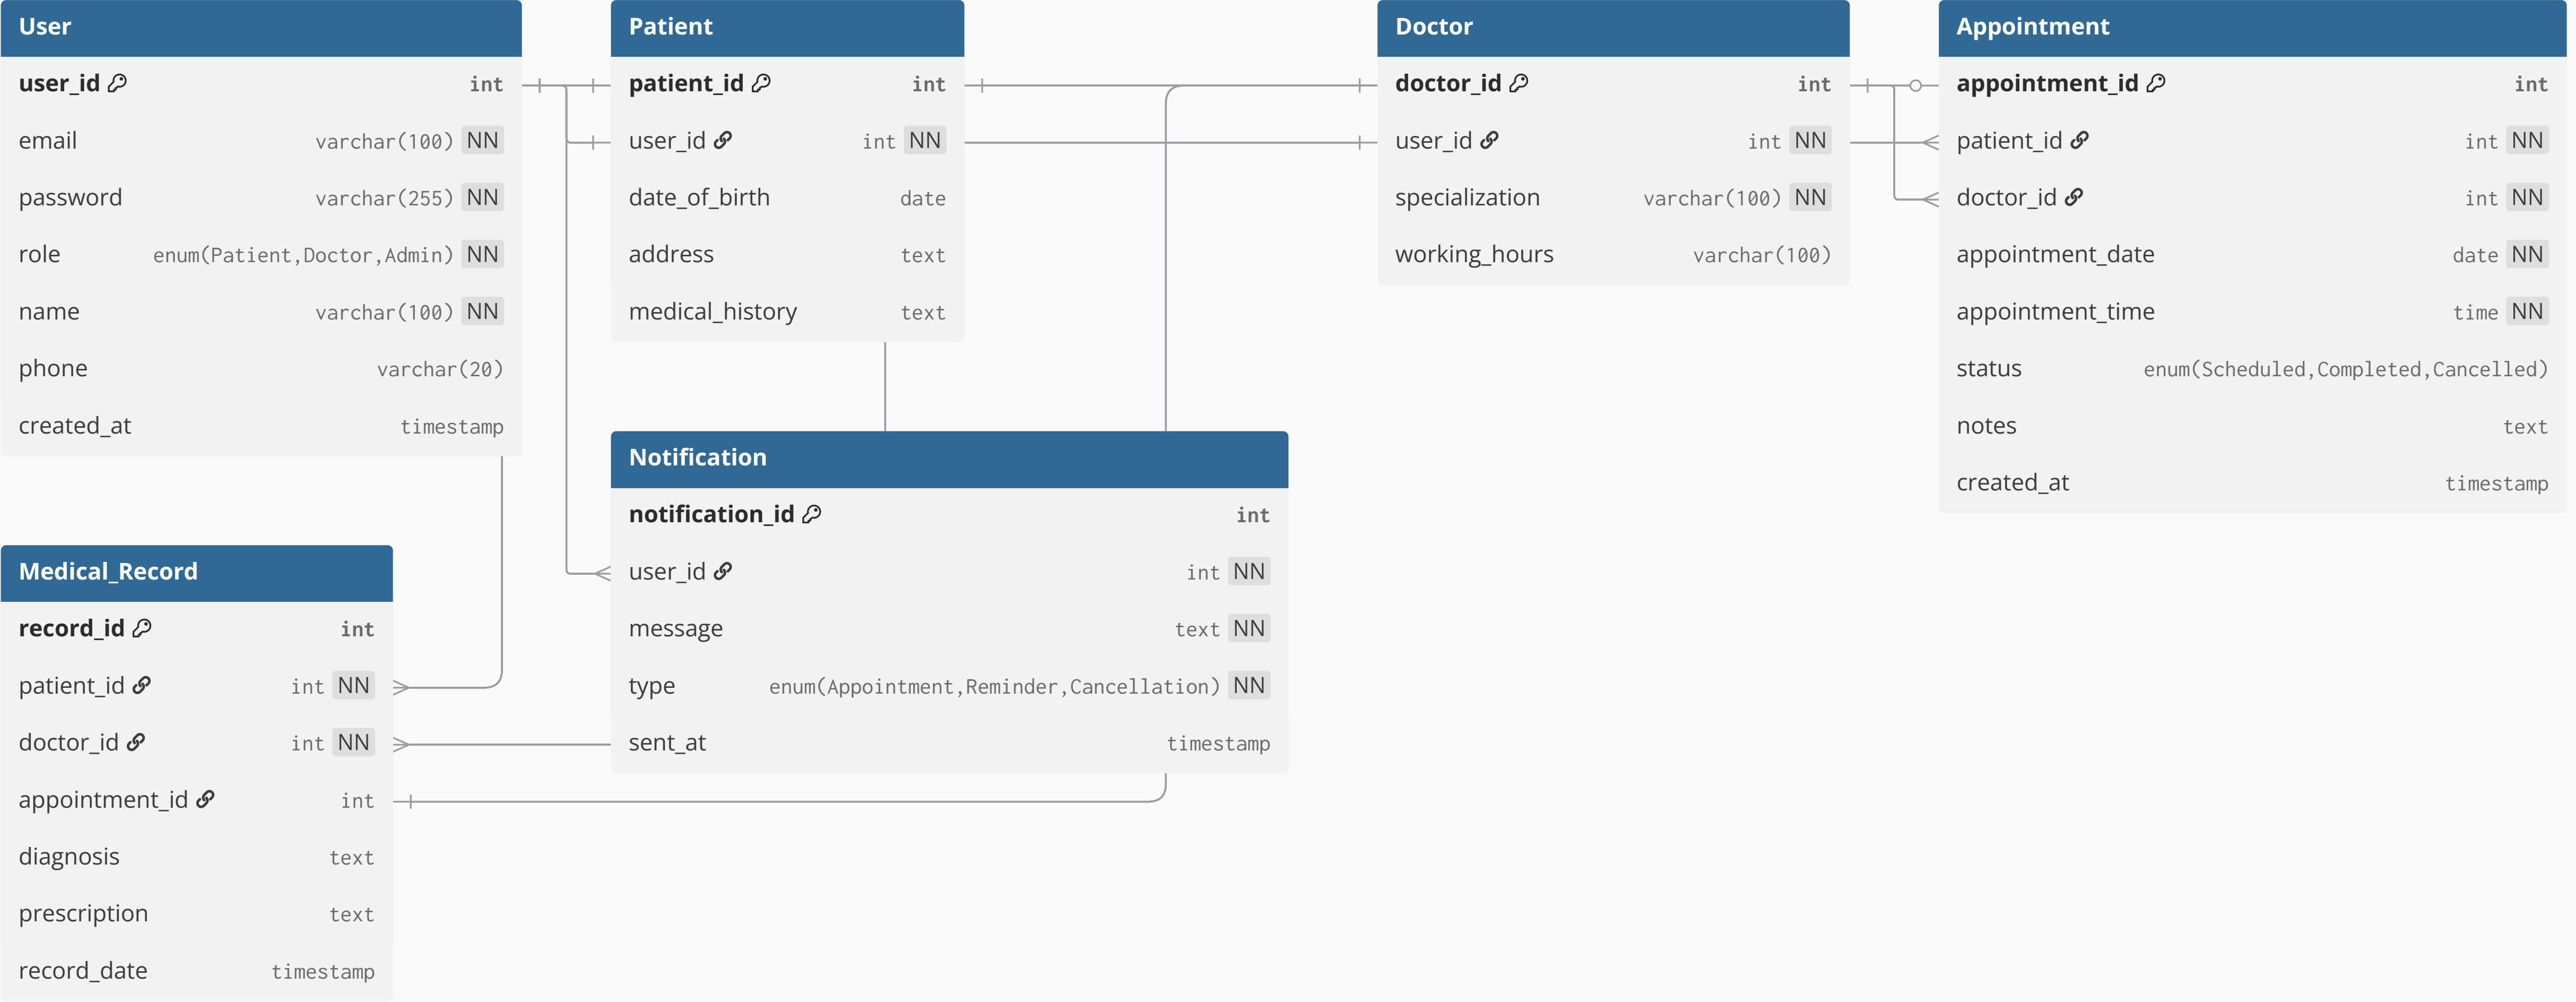 User
user_id int
email varchar(100) NN
password varchar(255) NN
role enum(Patient,Doctor,Admin) NN
name varchar(100) NN
phone varchar(20)
created_at timestamp
Patient
patient_id int
user_id int NN
date_of_birth date
address text
medical_history text
Doctor
doctor_id int
user_id int NN
specialization varchar(100) NN
working_hours varchar(100)
Appointment
appointment_id int
patient_id int NN
doctor_id int NN
appointment_date date NN
appointment_time time NN
status enum(Scheduled,Completed,Cancelled)
notes text
created_at timestamp
Notification
notification_id int
user_id int NN
message text NN
type enum(Appointment,Reminder,Cancellation) NN
sent_at timestamp
Medical_Record
record_id int
patient_id int NN
doctor_id int NN
appointment_id int
diagnosis text
prescription text
record_date timestamp